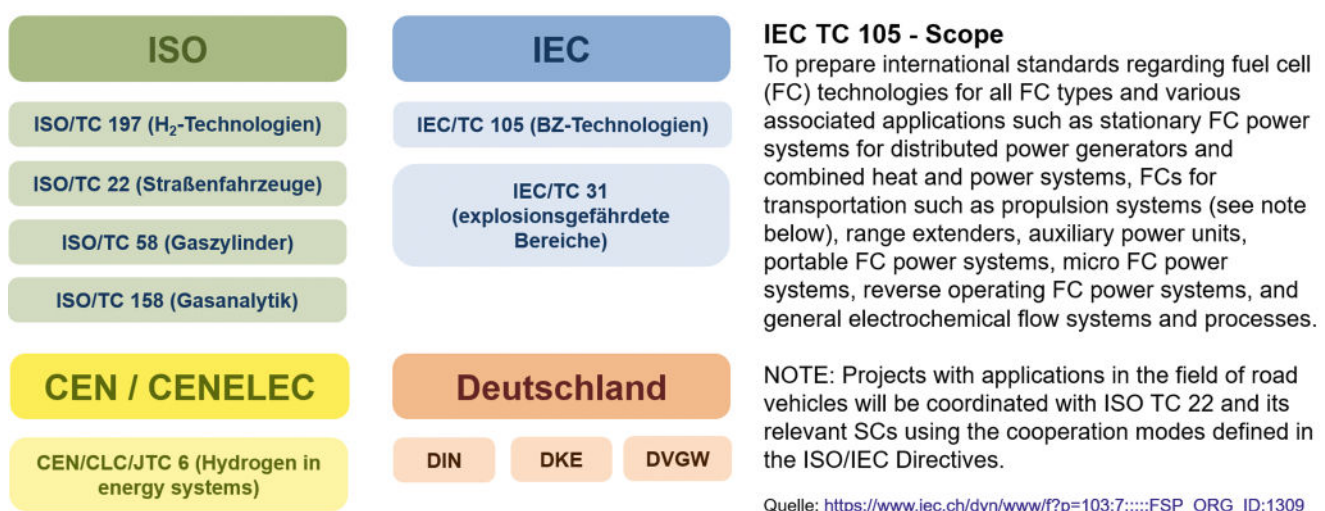 ISO
ISO/TC 197 (H₂-Technologien)
ISO/TC 22 (Straßenfahrzeuge)
ISO/TC 58 (Gaszylinder)
ISO/TC 158 (Gasanalytik)
IEC
IEC/TC 105 (BZ-Technologien)
IEC/TC 31
(explosionsgefährdete
Bereiche)
CEN / CENELEC
CEN/CLC/JTC 6 (Hydrogen in
energy systems)
Deutschland
DIN
DKE
DVGW
IEC TC 105 - Scope
To prepare international standards regarding fuel cell
(FC) technologies for all FC types and various
associated applications such as stationary FC power
systems for distributed power generators and
combined heat and power systems, FCs for
transportation such as propulsion systems (see note
below), range extenders, auxiliary power units,
portable FC power systems, micro FC power
systems, reverse operating FC power systems, and
general electrochemical flow systems and processes.
NOTE: Projects with applications in the field of road
vehicles will be coordinated with ISO TC 22 and its
relevant SCs using the cooperation modes defined in
the ISO/IEC Directives.
Quelle: https://www.iec.ch/dyn/www/f?p=103:7:::::FSP_ORG_ID:1309